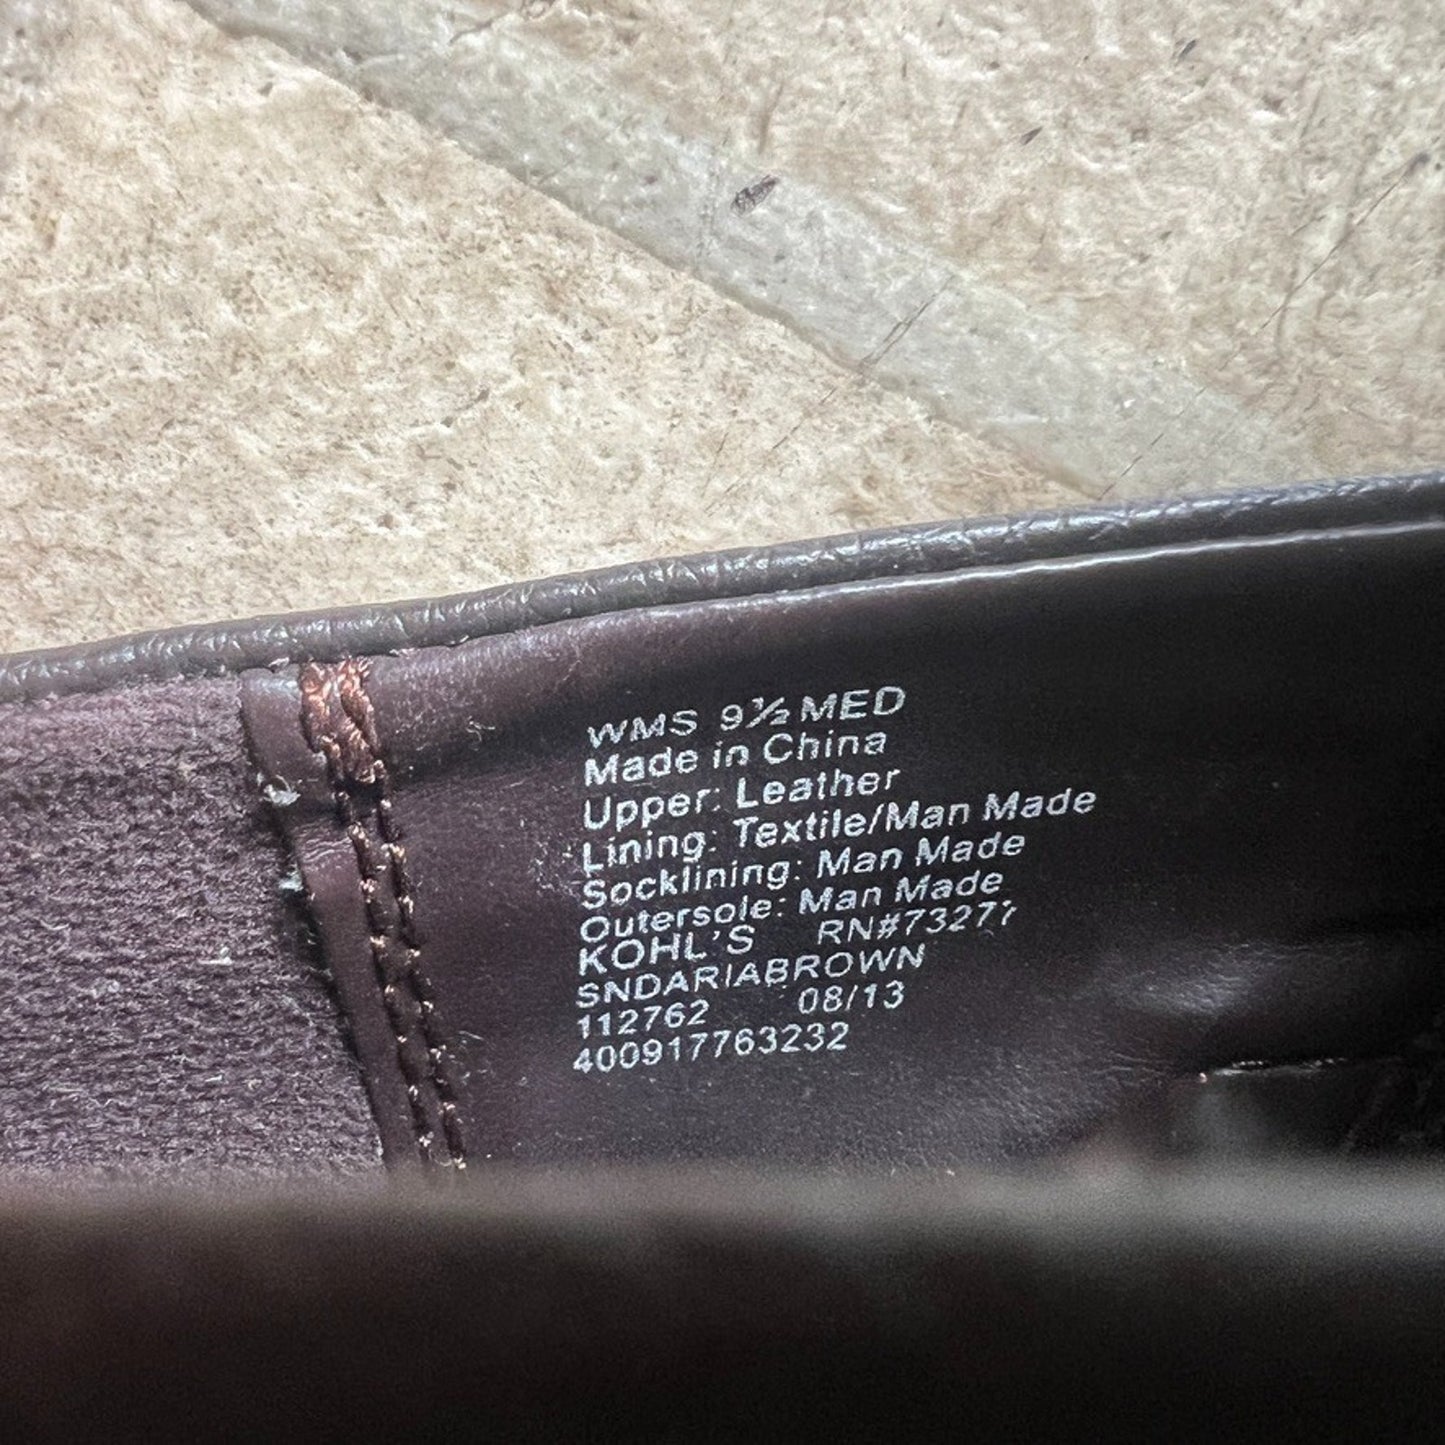 WMS 9½ MED
Made in China
Upper: Leather
Lining: Textile/Man Made
Socklining: Man Made
Outersole: Man Made
KOHL'S RN#73277
SNDARIABROWN
112762 08/13
400917763232